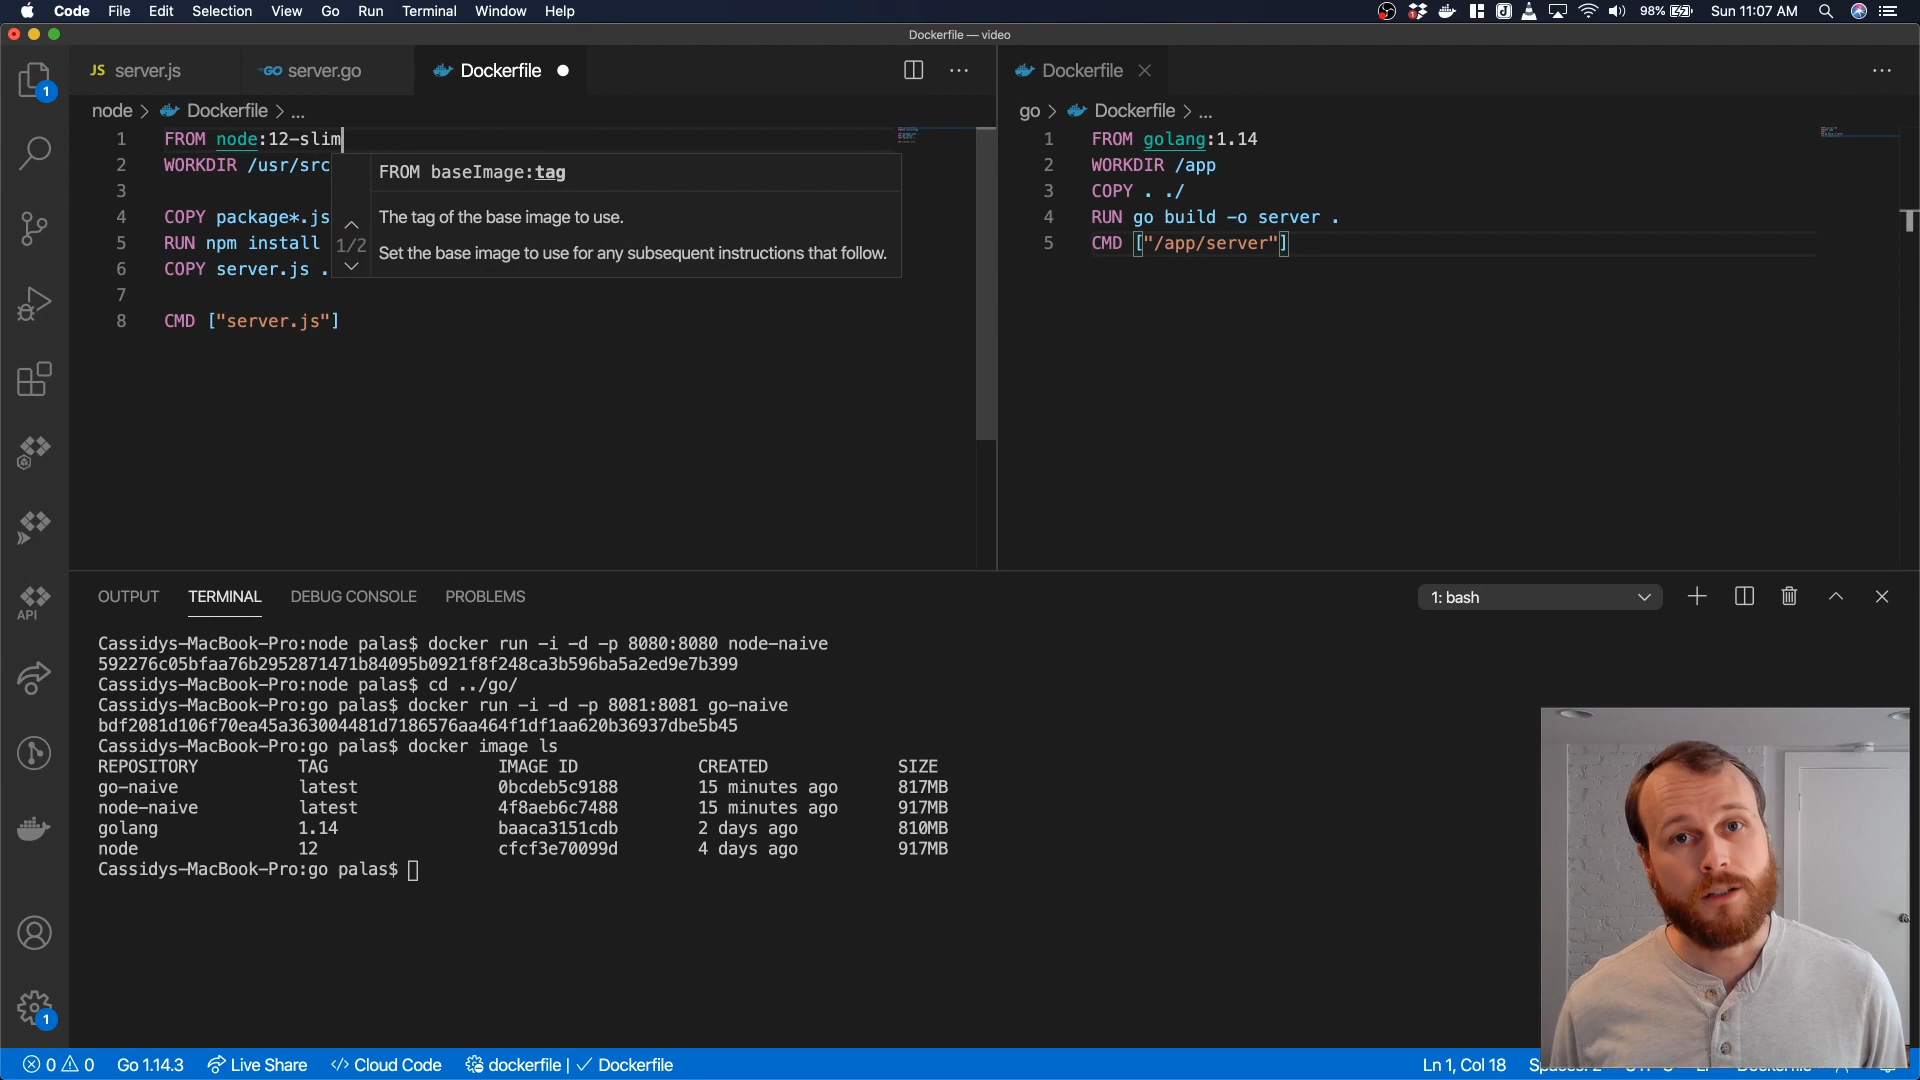 Code File Edit Selection View Go Run Terminal Window Help
98% Sun 11:07 AM
Dockerfile — video
JS server.js GO server.go Dockerfile
Dockerfile
node > Dockerfile > ...
go > Dockerfile > ...
1 FROM node:12-slim
2 WORKDIR /usr/src
3
4 COPY package*.js
5 RUN npm install
6 COPY server.js .
7
8 CMD ["server.js"]
FROM baseImage:tag
The tag of the base image to use.
1/2
Set the base image to use for any subsequent instructions that follow.
1 FROM golang:1.14
2 WORKDIR /app
3 COPY . ./
4 RUN go build -o server .
5 CMD ["/app/server"]
1
API
1
OUTPUT TERMINAL DEBUG CONSOLE PROBLEMS
1: bash
Cassidys-MacBook-Pro:node palas$ docker run -i -d -p 8080:8080 node-naive
592276c05bfaa76b2952871471b84095b0921f8f248ca3b596ba5a2ed9e7b399
Cassidys-MacBook-Pro:node palas$ cd ../go/
Cassidys-MacBook-Pro:go palas$ docker run -i -d -p 8081:8081 go-naive
bdf2081d106f70ea45a363004481d7186576aa464f1df1aa620b36937dbe5b45
Cassidys-MacBook-Pro:go palas$ docker image ls
REPOSITORY TAG IMAGE ID CREATED SIZE
go-naive latest 0bcdeb5c9188 15 minutes ago 817MB
node-naive latest 4f8aeb6c7488 15 minutes ago 917MB
golang 1.14 baaca3151cdb 2 days ago 810MB
node 12 cfcf3e70099d 4 days ago 917MB
Cassidys-MacBook-Pro:go palas$
0 0 Go 1.14.3 Live Share </> Cloud Code dockerfile | Dockerfile
Ln 1, Col 18